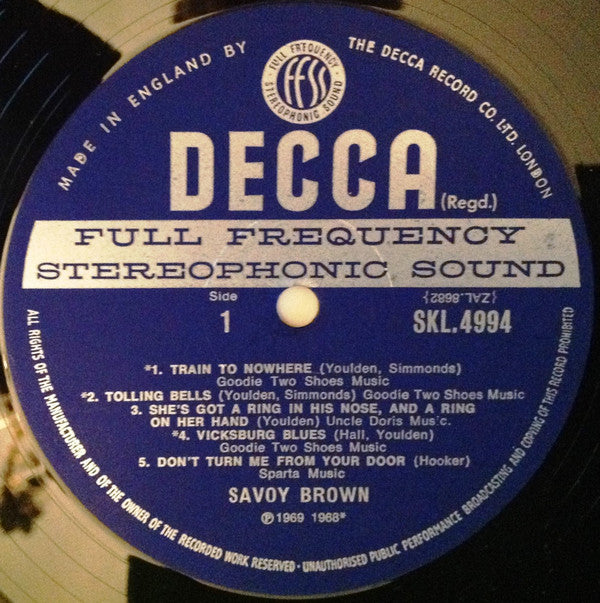 MADE IN ENGLAND BY
THE DECCA RECORD CO. LTD. LONDON
FULL FREQUENCY
ffss
STEREOPHONIC SOUND
DECCA (Regd.)
FULL FREQUENCY
STEREOPHONIC SOUND
Side
1
{ZAL.8682}
SKL.4994
*1. TRAIN TO NOWHERE (Youlden, Simmonds)
Goodie Two Shoes Music
*2. TOLLING BELLS (Youlden, Simmonds) Goodie Two Shoes Music
3. SHE'S GOT A RING IN HIS NOSE, AND A RING
ON HER HAND (Youlden) Uncle Doris Music.
*4. VICKSBURG BLUES (Hall, Youlden)
Goodie Two Shoes Music
5. DON'T TURN ME FROM YOUR DOOR (Hooker)
Sparta Music
SAVOY BROWN
℗ 1969 1968*
ALL RIGHTS OF THE MANUFACTURER AND OF THE OWNER OF THE RECORDED WORK RESERVED · UNAUTHORISED PUBLIC PERFORMANCE BROADCASTING AND COPYING OF THIS RECORD PROHIBITED